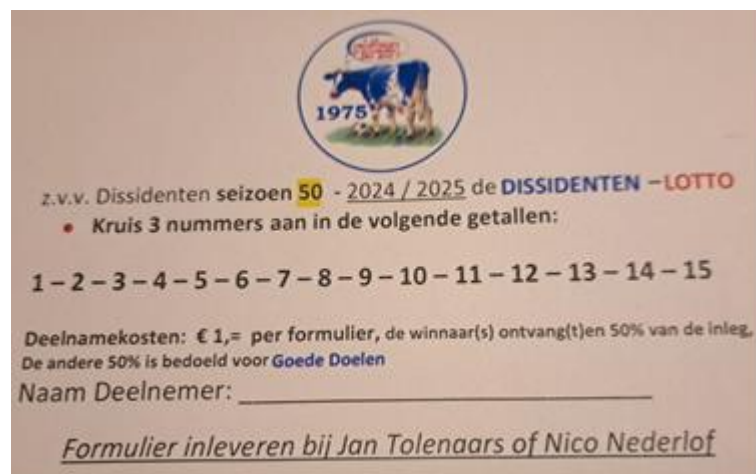 1975
z.v.v. Dissidenten seizoen 50 - 2024 / 2025 de DISSIDENTEN – LOTTO
• Kruis 3 nummers aan in de volgende getallen:
1 – 2 – 3 – 4 – 5 – 6 – 7 – 8 – 9 – 10 – 11 – 12 – 13 – 14 – 15
Deelnamekosten: € 1,= per formulier, de winnaar(s) ontvang(t)en 50% van de inleg,
De andere 50% is bedoeld voor Goede Doelen
Naam Deelnemer:
Formulier inleveren bij Jan Tolenaars of Nico Nederlof